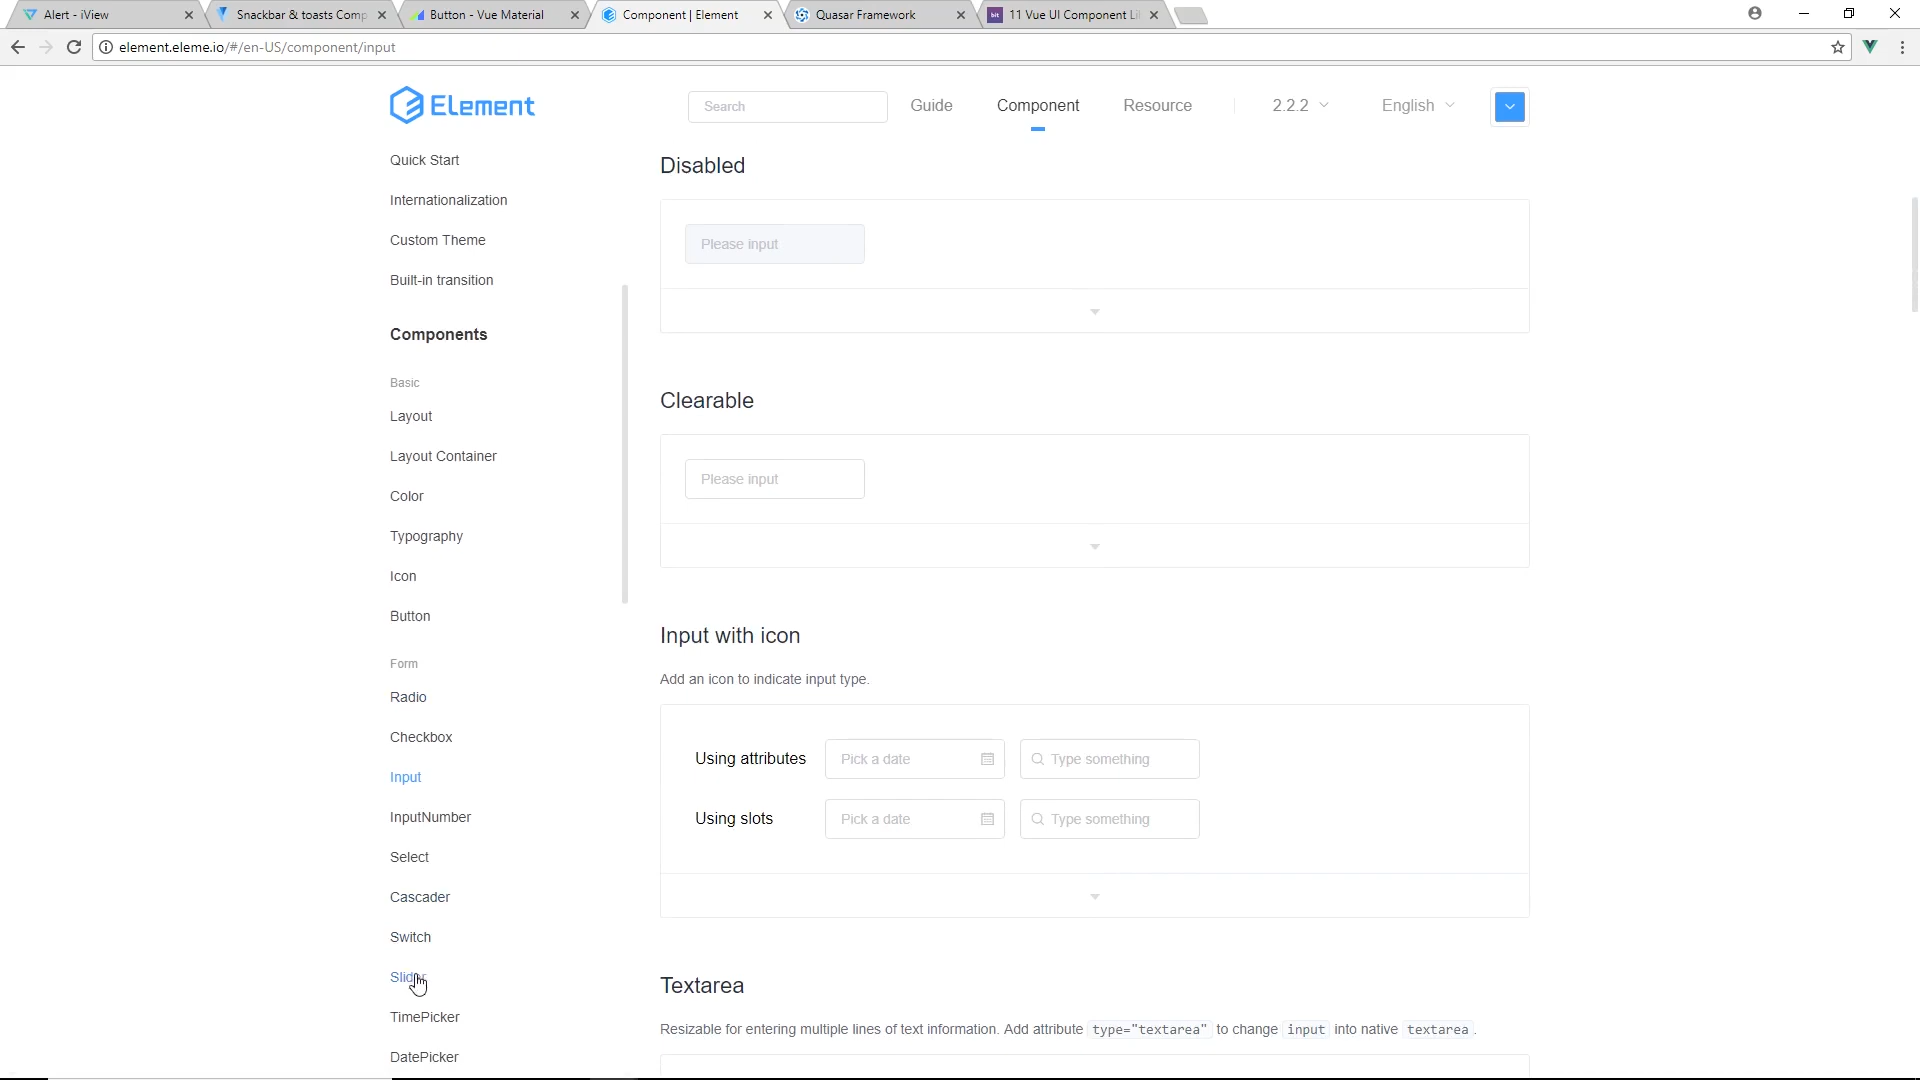 Alert - iView
Snackbar & toasts Comp
Button - Vue Material
Component | Element
Quasar Framework
bit 11 Vue UI Component Li
element.eleme.io/#/en-US/component/input
Element
Search
Guide
Component
Resource
2.2.2
English
Quick Start
Internationalization
Custom Theme
Built-in transition
Components
Basic
Layout
Layout Container
Color
Typography
Icon
Button
Form
Radio
Checkbox
Input
InputNumber
Select
Cascader
Switch
Slider
TimePicker
DatePicker
Disabled
Please input
Clearable
Please input
Input with icon
Add an icon to indicate input type.
Using attributes Pick a date Type something
Using slots Pick a date Type something
Textarea
Resizable for entering multiple lines of text information. Add attribute type="textarea" to change input into native textarea.